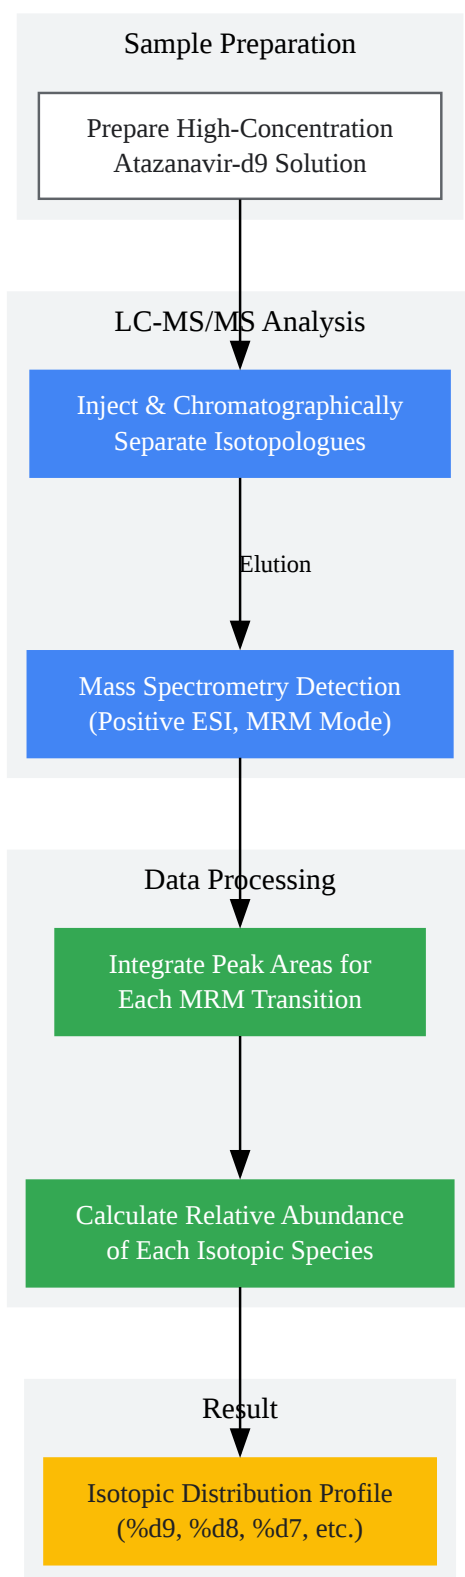 Sample Preparation
Prepare High-Concentration
Atazanavir-d9 Solution
LC-MS/MS Analysis
Inject & Chromatographically
Separate Isotopologues
Elution
Mass Spectrometry Detection
(Positive ESI, MRM Mode)
Data Processing
Integrate Peak Areas for
Each MRM Transition
Calculate Relative Abundance
of Each Isotopic Species
Result
Isotopic Distribution Profile
(%d9, %d8, %d7, etc.)